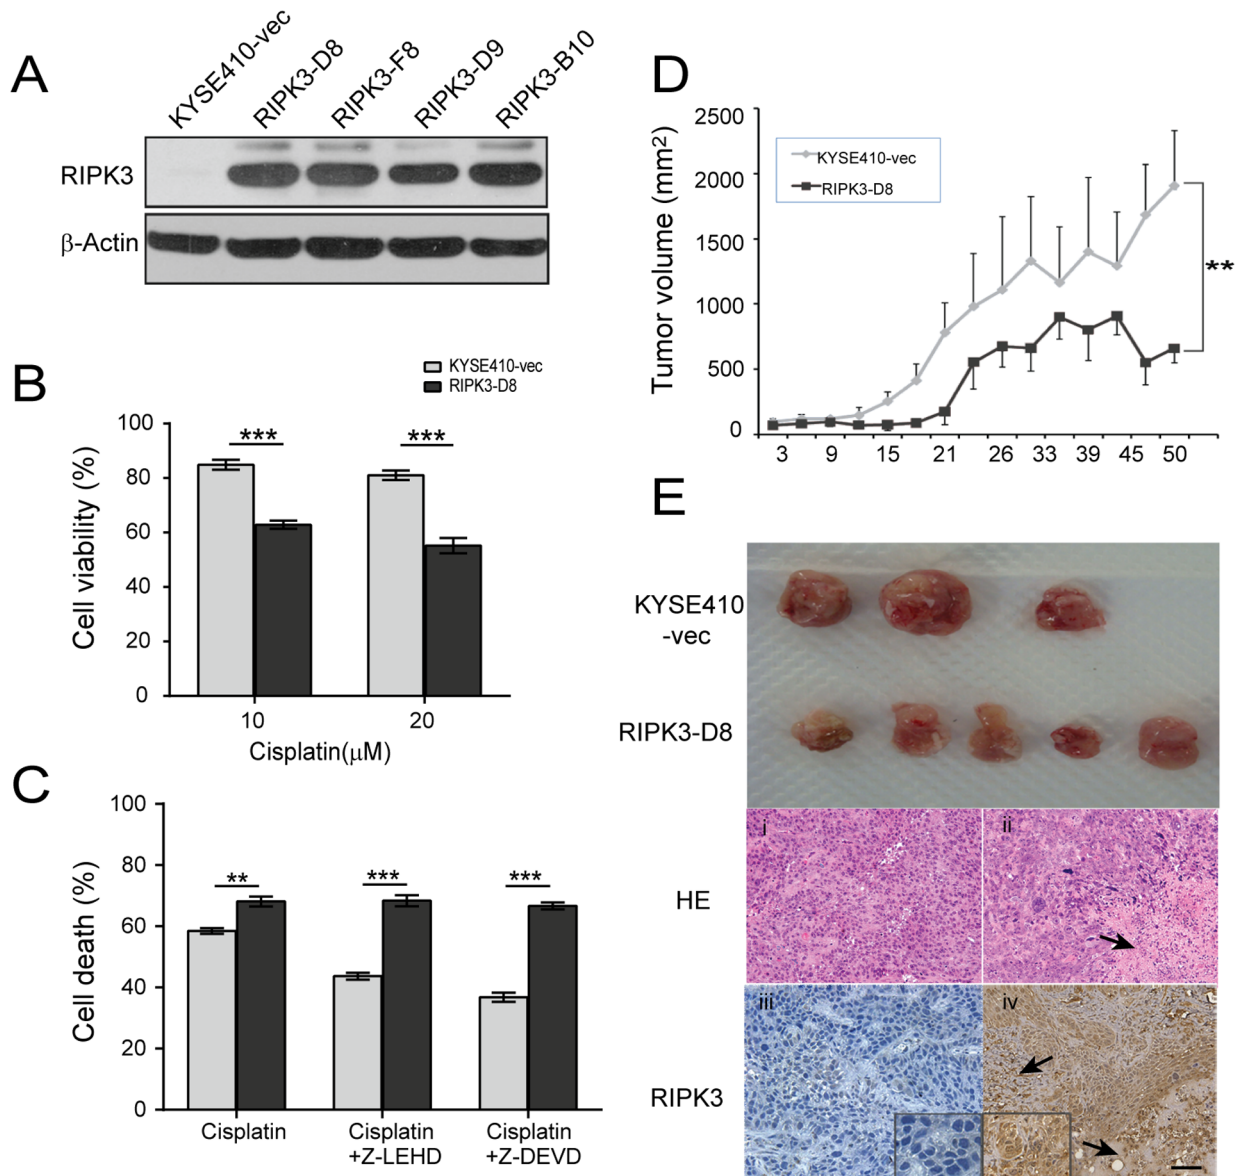 A
KYSE410-vec
RIPK3-D8
RIPK3-F8
RIPK3-D9
RIPK3-B10
RIPK3
β-Actin
B
KYSE410-vec
RIPK3-D8
Cell viability (%)
100
80
60
40
20
0
***
***
10
20
Cisplatin(μM)
C
Cell death (%)
100
80
60
40
20
0
**
***
***
Cisplatin
Cisplatin
+Z-LEHD
Cisplatin
+Z-DEVD
D
Tumor volume (mm²)
2500
2000
1500
1000
500
0
KYSE410-vec
RIPK3-D8
**
3 9 15 21 26 33 39 45 50
E
KYSE410
-vec
RIPK3-D8
HE
i
ii
RIPK3
iii
iv